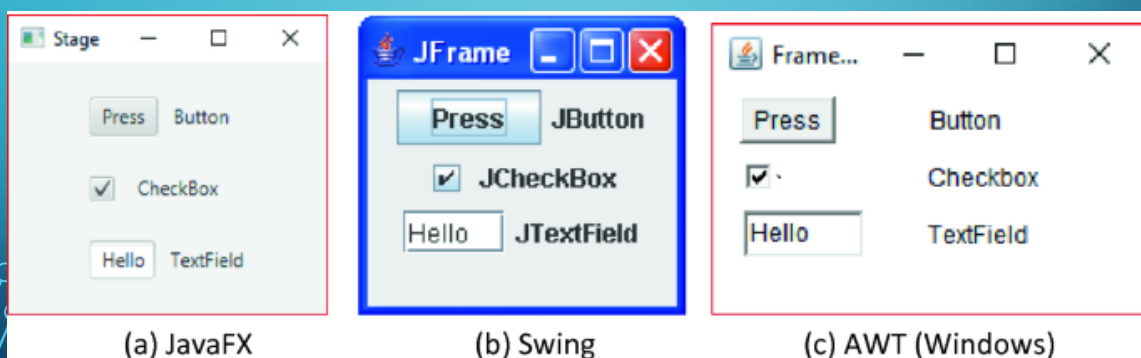 Stage
Press Button
CheckBox
Hello TextField
(a) JavaFX
JFrame
Press JButton
JCheckBox
Hello JTextField
(b) Swing
Frame...
Press Button
Checkbox
Hello TextField
(c) AWT (Windows)